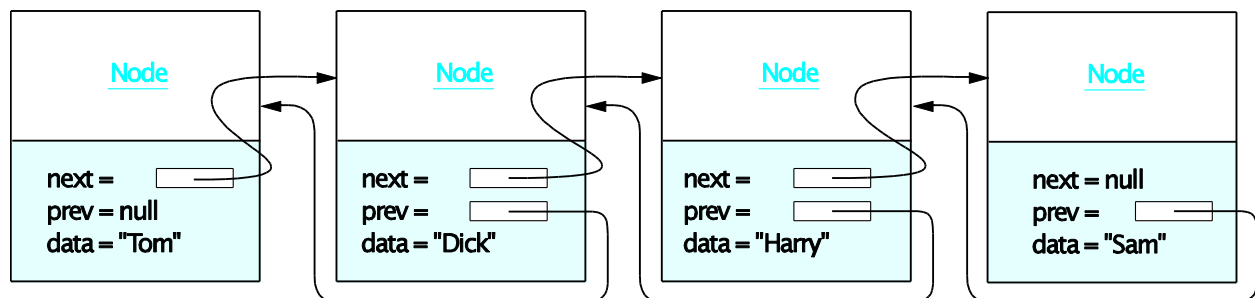 Node
next =
prev = null
data = "Tom"
Node
next =
prev =
data = "Dick"
Node
next =
prev =
data = "Harry"
Node
next = null
prev =
data = "Sam"